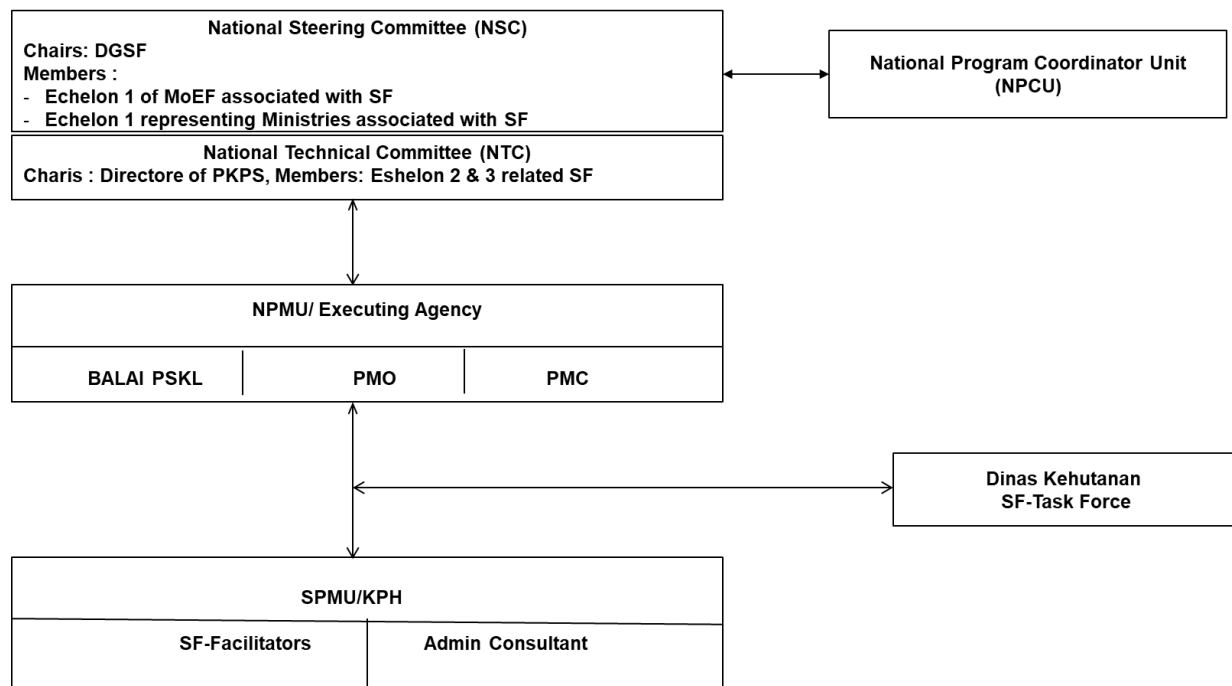 National Steering Committee (NSC)
Chairs: DGSF
Members :
- Echelon 1 of MoEF associated with SF
- Echelon 1 representing Ministries associated with SF
National Program Coordinator Unit
(NPCU)
National Technical Committee (NTC)
Charis : Directore of PKPS, Members: Eshelon 2 & 3 related SF
NPMU/ Executing Agency
BALAI PSKL
PMO
PMC
Dinas Kehutanan
SF-Task Force
SPMU/KPH
SF-Facilitators
Admin Consultant